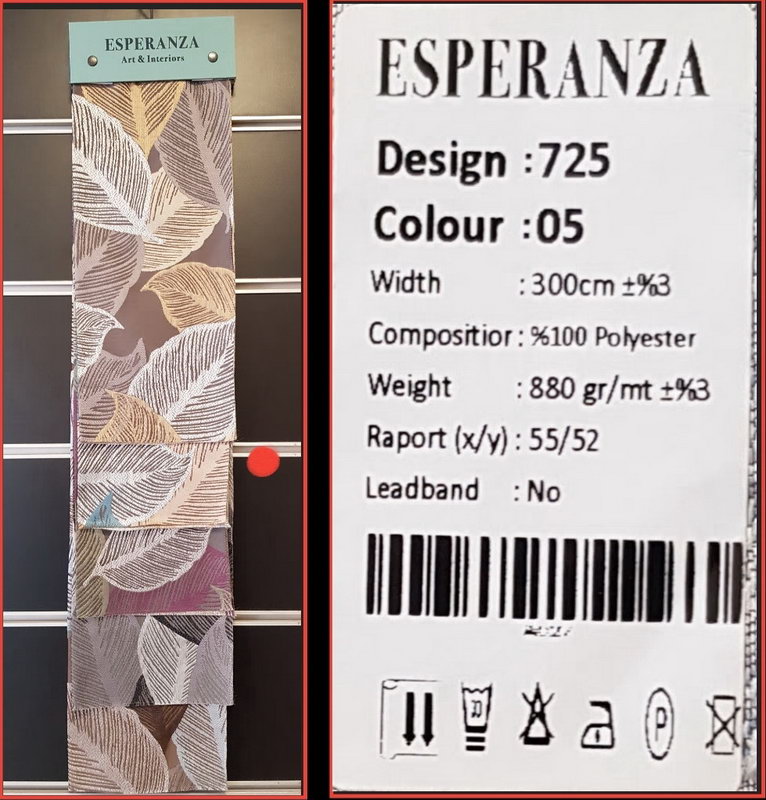 ESPERANZA
Art & Interiors
ESPERANZA
Design :725
Colour :05
Width : 300cm ±%3
Compositior : %100 Polyester
Weight : 880 gr/mt ±%3
Raport (x/y) : 55/52
Leadband : No
P